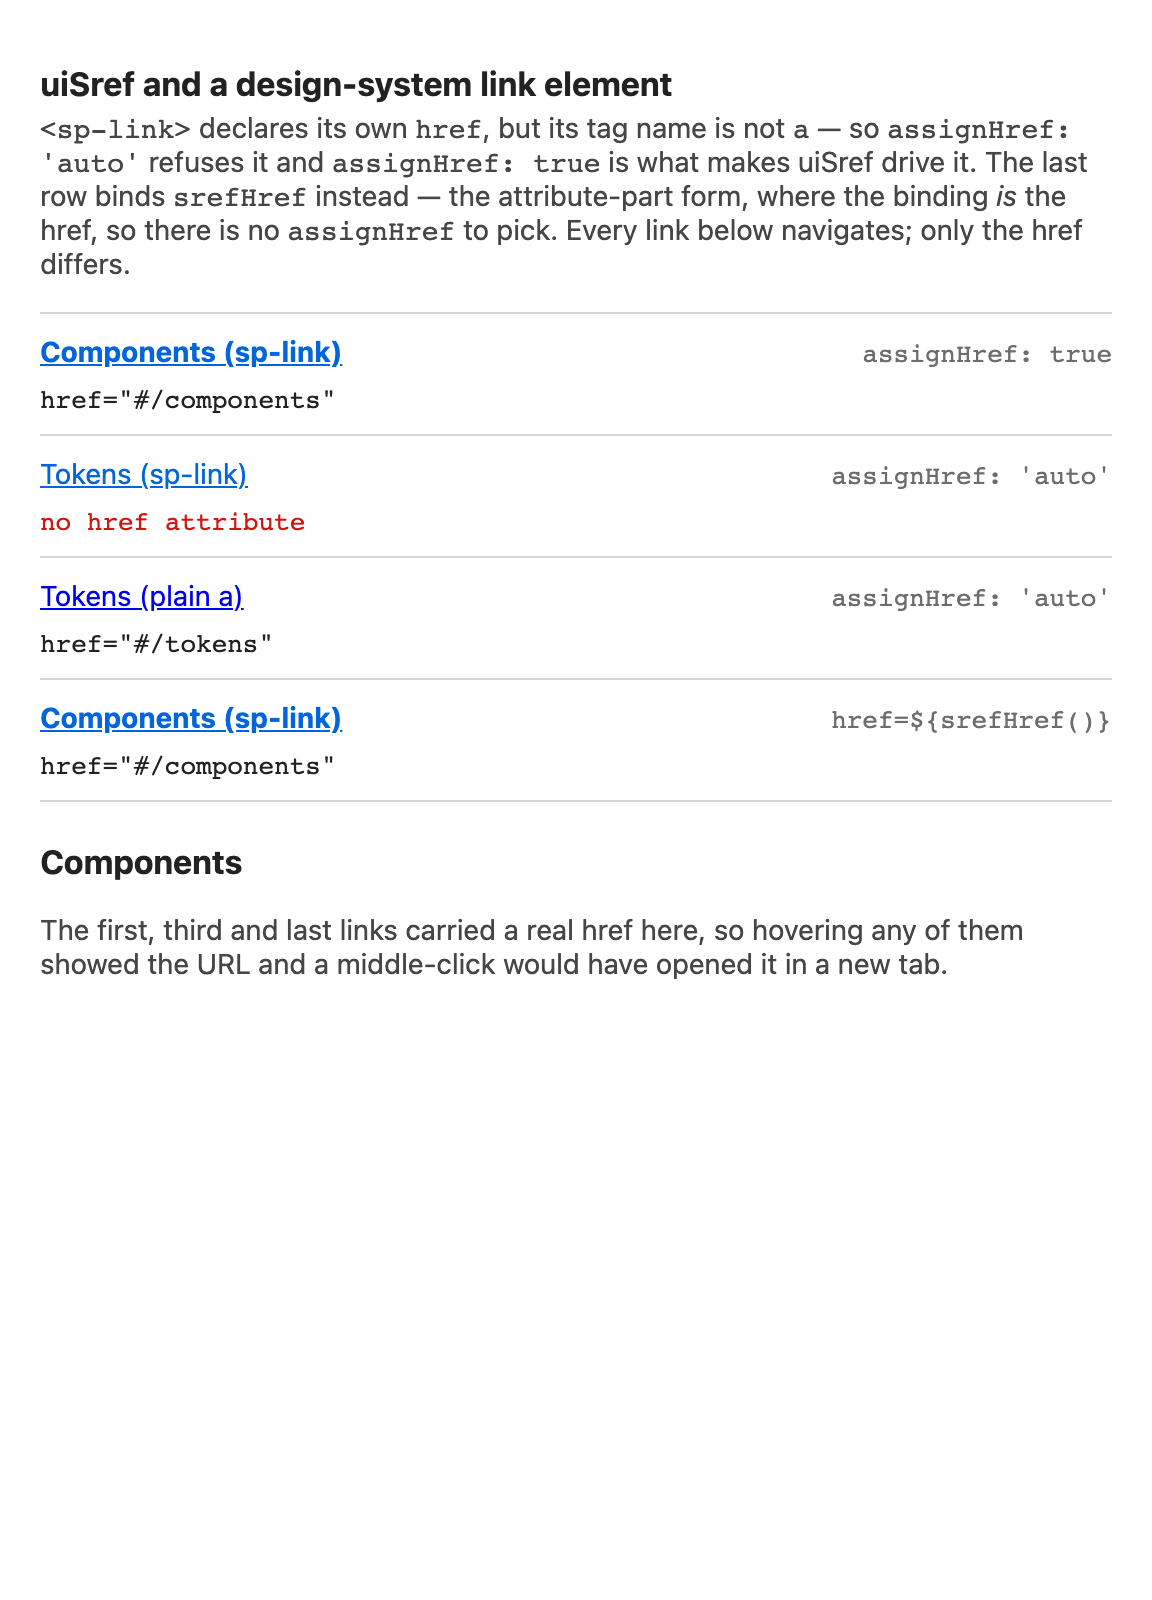 uiSref and a design-system link element
<sp-link> declares its own href, but its tag name is not a — so assignHref:
'auto' refuses it and assignHref: true is what makes uiSref drive it. The last
row binds srefHref instead — the attribute-part form, where the binding is the
href, so there is no assignHref to pick. Every link below navigates; only the href
differs.
Components (sp-link) assignHref: true
href="#/components"
Tokens (sp-link) assignHref: 'auto'
no href attribute
Tokens (plain a) assignHref: 'auto'
href="#/tokens"
Components (sp-link) href=${srefHref()}
href="#/components"
Components
The first, third and last links carried a real href here, so hovering any of them
showed the URL and a middle-click would have opened it in a new tab.